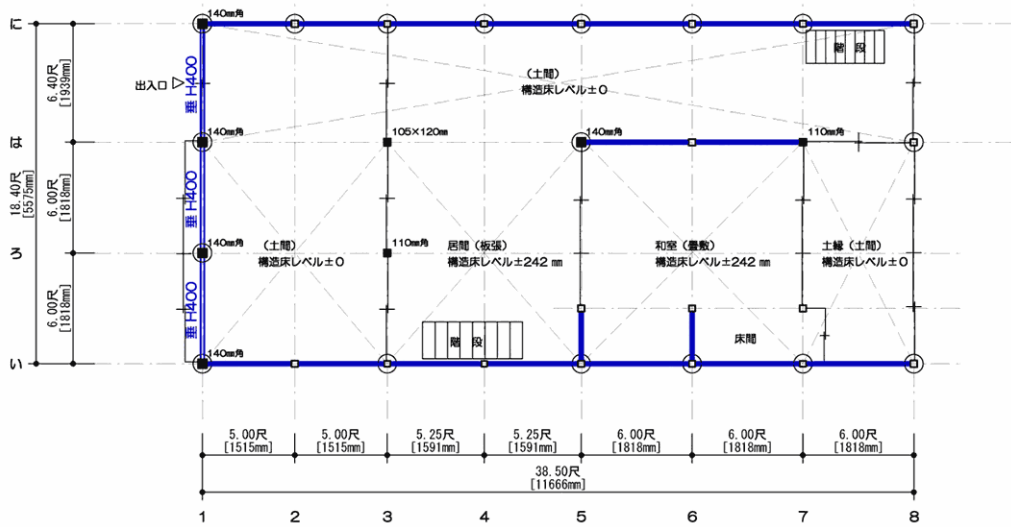 に
140mm角
階 段
6.40尺
[1939mm]
垂 H400
出入口
(土間)
構造床レベル±0
は
140mm角
105×120mm
140mm角
110mm角
18.40尺
[5575mm]
6.00尺
[1818mm]
垂 H400
ろ
140mm角
(土間)
構造床レベル±0
110mm角
居間(板張)
構造床レベル±242 mm
和室(畳敷)
構造床レベル±242 mm
土縁(土間)
構造床レベル±0
6.00尺
[1818mm]
垂 H400
階 段
床間
い
140mm角
5.00尺
[1515mm]
5.00尺
[1515mm]
5.25尺
[1591mm]
5.25尺
[1591mm]
6.00尺
[1818mm]
6.00尺
[1818mm]
6.00尺
[1818mm]
38.50尺
[11666mm]
1 2 3 4 5 6 7 8